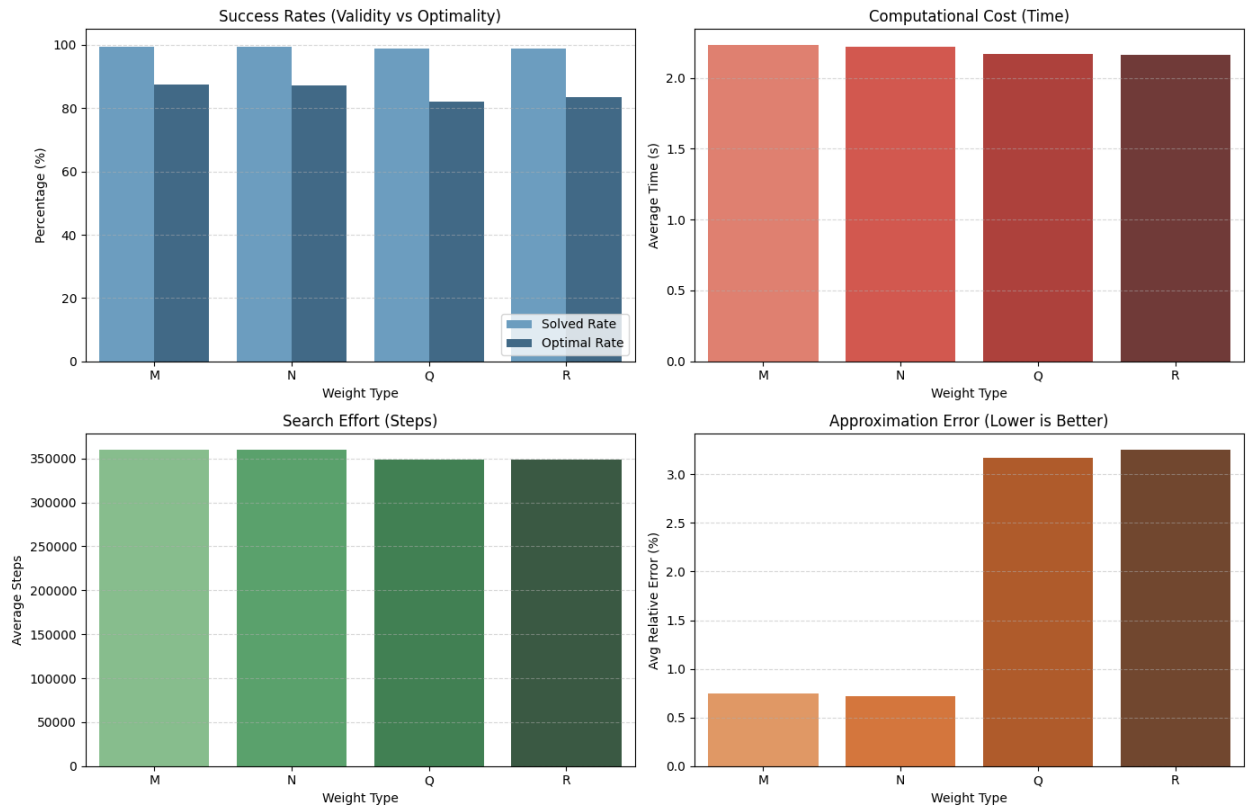 Success Rates (Validity vs Optimality)
Percentage (%)
100
80
60
40
20
0
M N Q R
Weight Type
Solved Rate
Optimal Rate
Computational Cost (Time)
Average Time (s)
2.0
1.5
1.0
0.5
0.0
M N Q R
Weight Type
Search Effort (Steps)
Average Steps
350000
300000
250000
200000
150000
100000
50000
0
M N Q R
Weight Type
Approximation Error (Lower is Better)
Avg Relative Error (%)
3.0
2.5
2.0
1.5
1.0
0.5
0.0
M N Q R
Weight Type